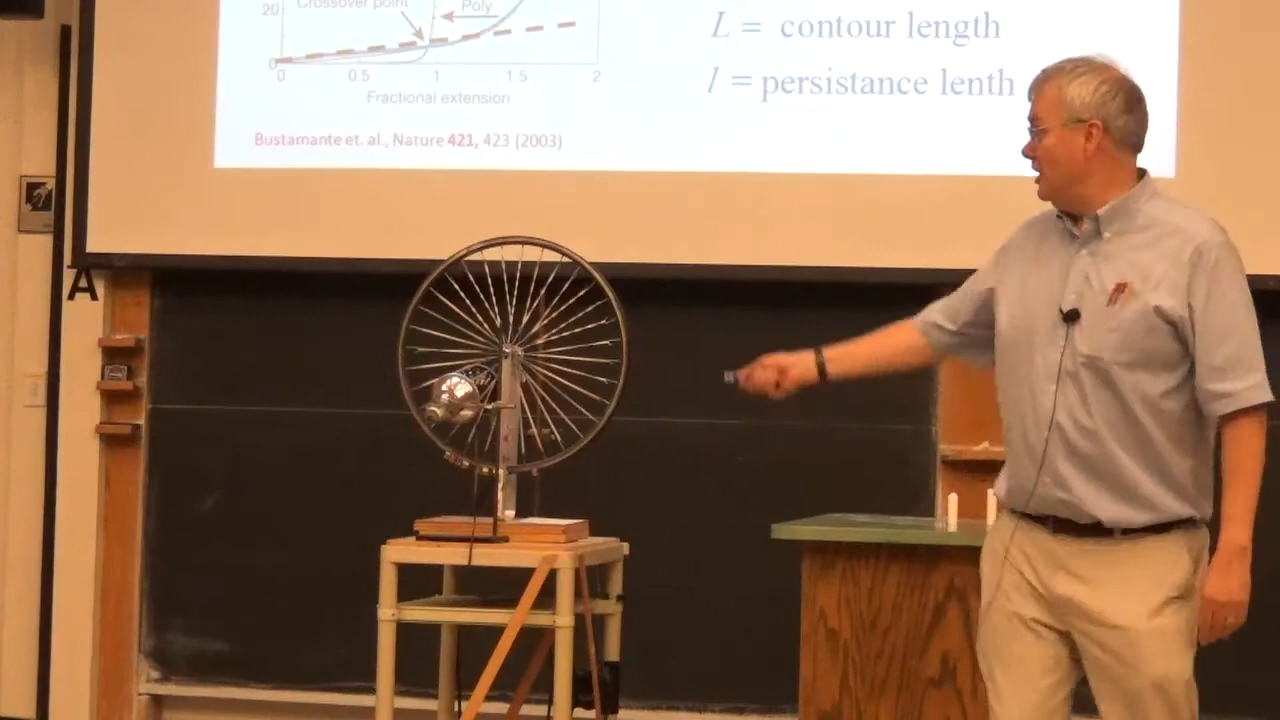 20
Crossover point
Poly
0
0
0.5
1
1.5
2
Fractional extension
Bustamante et. al., Nature 421, 423 (2003)
L = contour length
l = persistance lenth
A